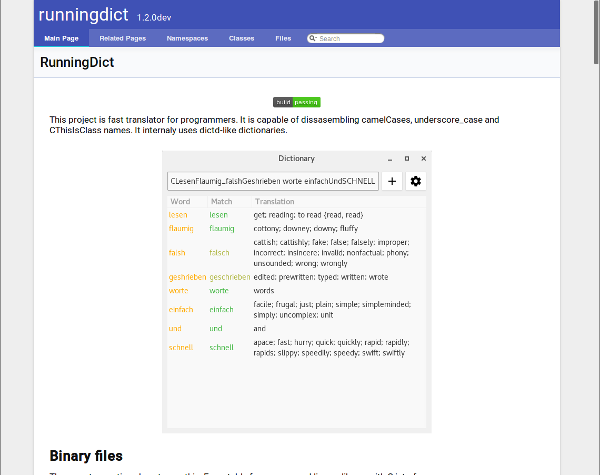 runningdict 1.2.0dev
Main Page Related Pages Namespaces Classes Files Search
RunningDict
build passing
This project is fast translator for programmers. It is capable of dissasembling camelCases, underscore_case and
CThisIsClass names. It internaly uses dictd-like dictionaries.
Dictionary
CLesenFlaumig_falshGeshrieben worte einfachUndSCHNELL
Word Match Translation
lesen lesen get; reading; to read {read, read}
flaumig flaumig cottony; downey; downy; fluffy
cattish; cattishly; fake; false; falsely; improper;
falsh falsch incorrect; insincere; invalid; nonfactual; phony;
unsounded; wrong; wrongly
geshrieben geschrieben edited; prewritten; typed; written; wrote
worte worte words
einfach einfach facile; frugal; just; plain; simple; simpleminded;
simply; uncomplex; unit
und und and
schnell schnell apace; fast; hurry; quick; quickly; rapid; rapidly;
rapids; slippy; speedily; speedy; swift; swiftly
Binary files